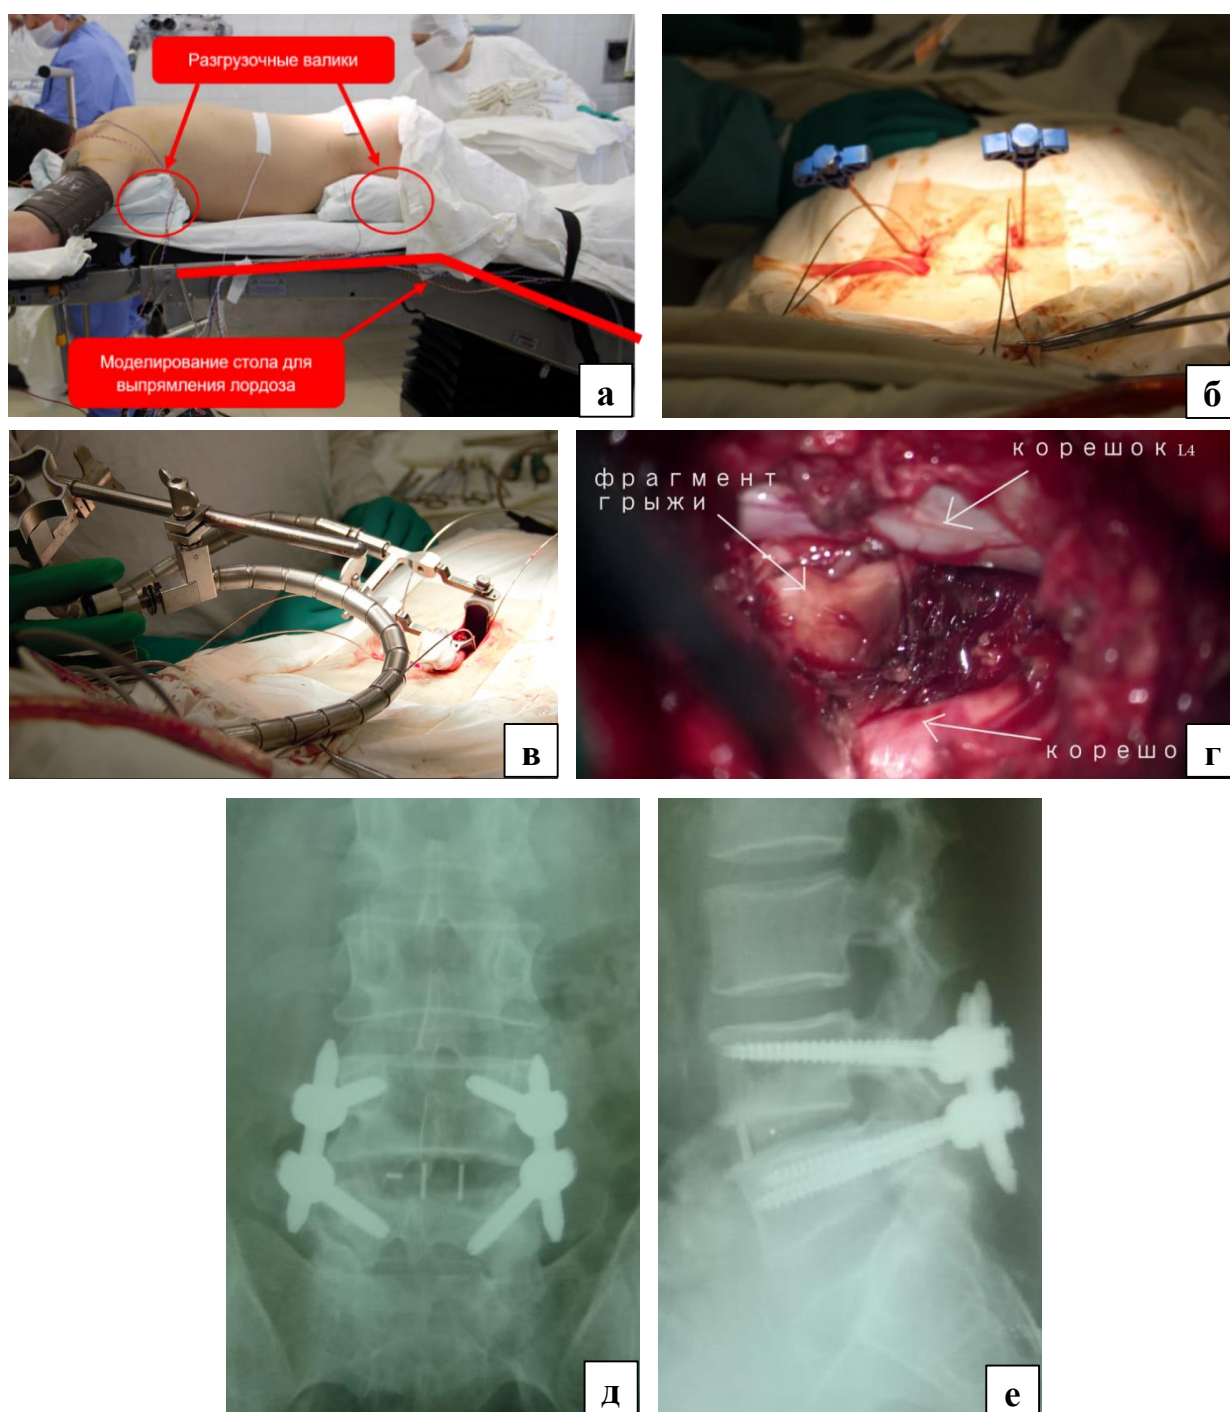 Разгрузочные валики
Моделирование стола для
выпрямления лордоза
а
б
в
фрагмент
грыжи
корешок L4
корешо
г
д
е